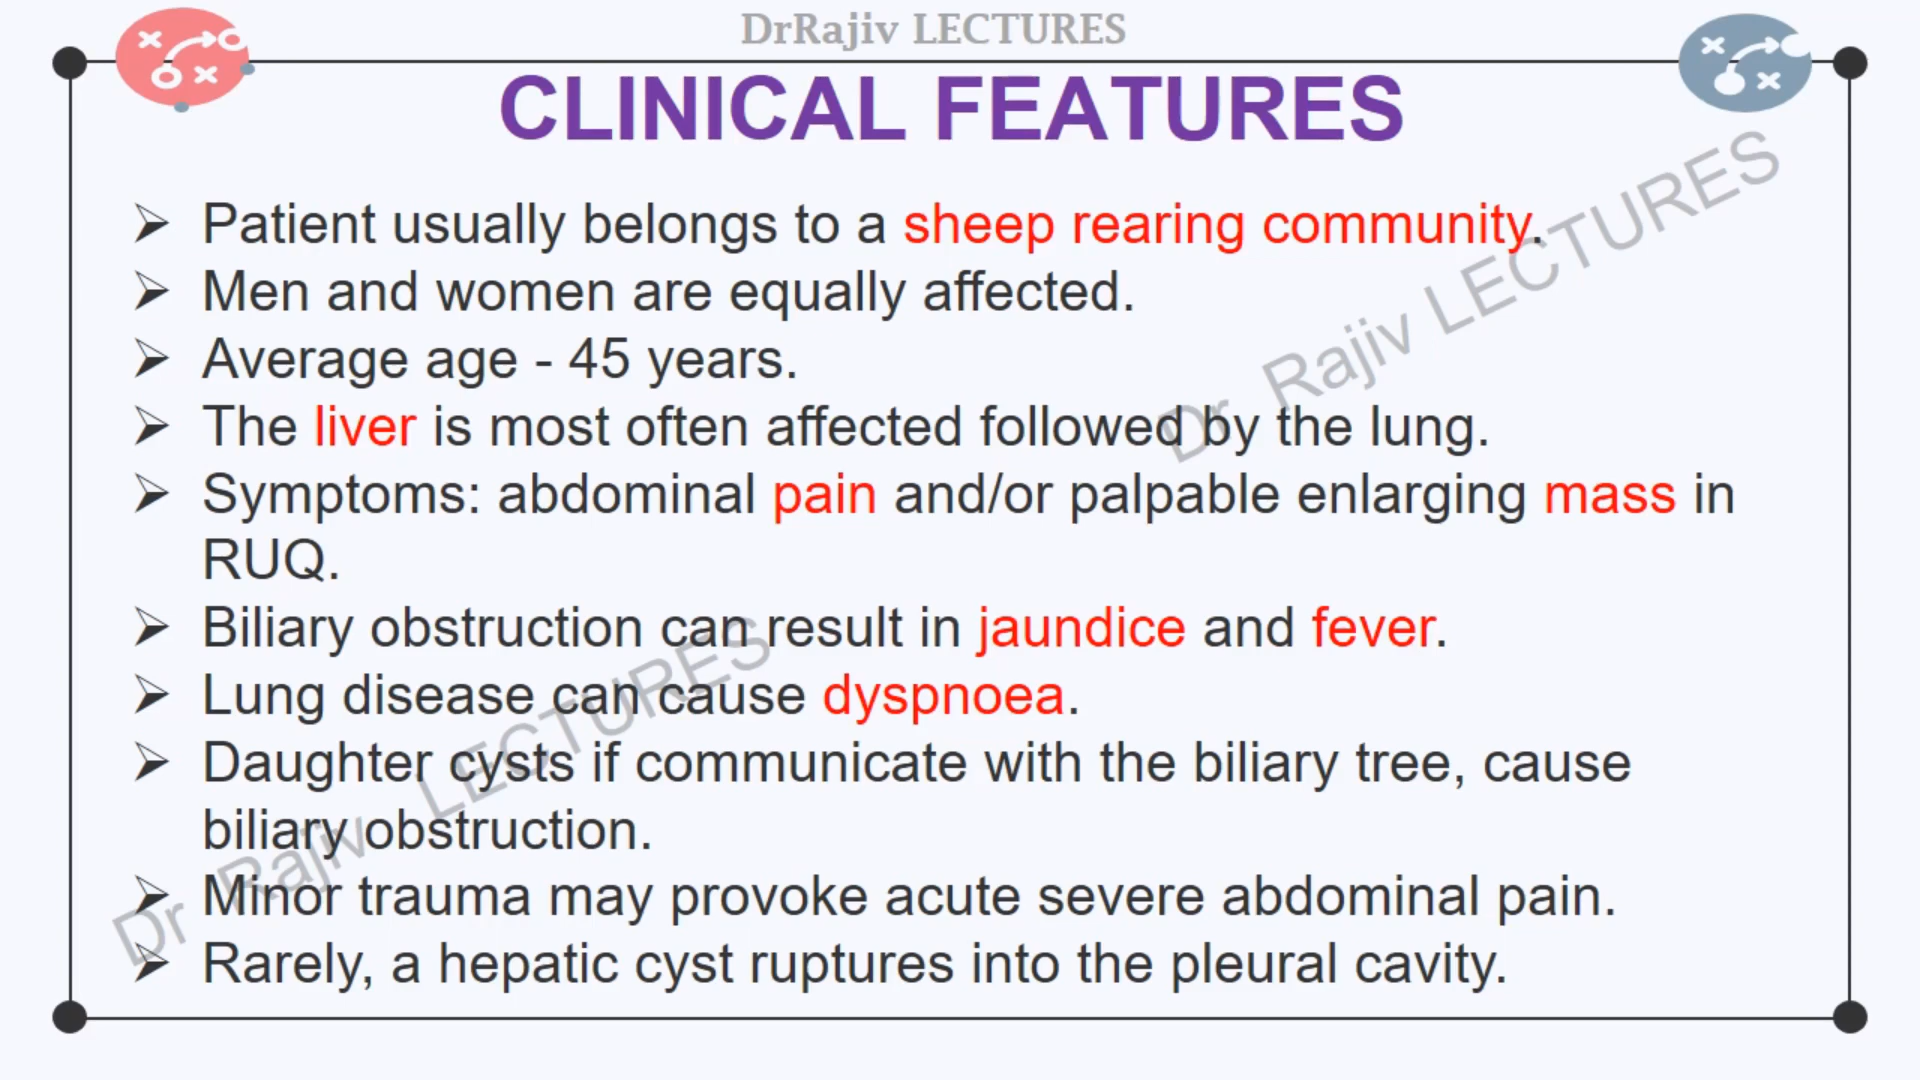 DrRajiv LECTURES
CLINICAL FEATURES
Patient usually belongs to a sheep rearing community.
Men and women are equally affected.
Average age - 45 years.
The liver is most often affected followed by the lung.
Symptoms: abdominal pain and/or palpable enlarging mass in
RUQ.
Biliary obstruction can result in jaundice and fever.
Lung disease can cause dyspnoea.
Daughter cysts if communicate with the biliary tree, cause
biliary obstruction.
Minor trauma may provoke acute severe abdominal pain.
Rarely, a hepatic cyst ruptures into the pleural cavity.
Dr Rajiv LECTURES
Dr Rajiv LECTURES